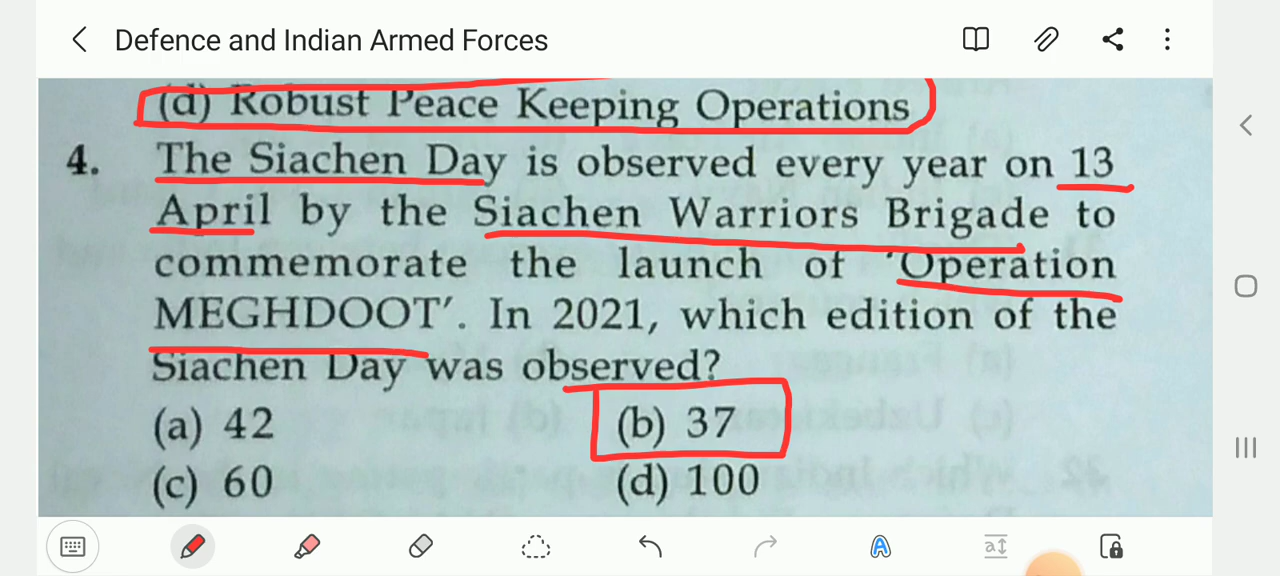 Defence and Indian Armed Forces
(d) Robust Peace Keeping Operations
4. The Siachen Day is observed every year on 13
April by the Siachen Warriors Brigade to
commemorate the launch of 'Operation
MEGHDOOT'. In 2021, which edition of the
Siachen Day was observed?
(a) 42 (b) 37
(c) 60 (d) 100